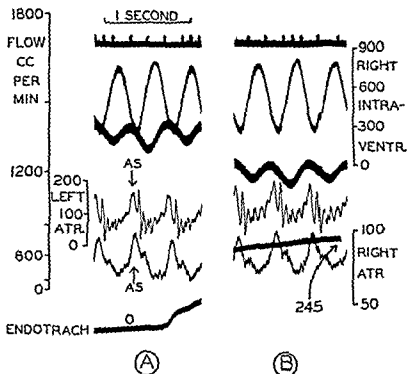 1800
FLOW
CC
PER
MIN
1200
600
0
1 SECOND
900
RIGHT
600
INTRA-
300
VENTR.
0
AS
200
LEFT
100
ATR.
0
AS
100
RIGHT
ATR
50
245
ENDOTRACH
0
A
B